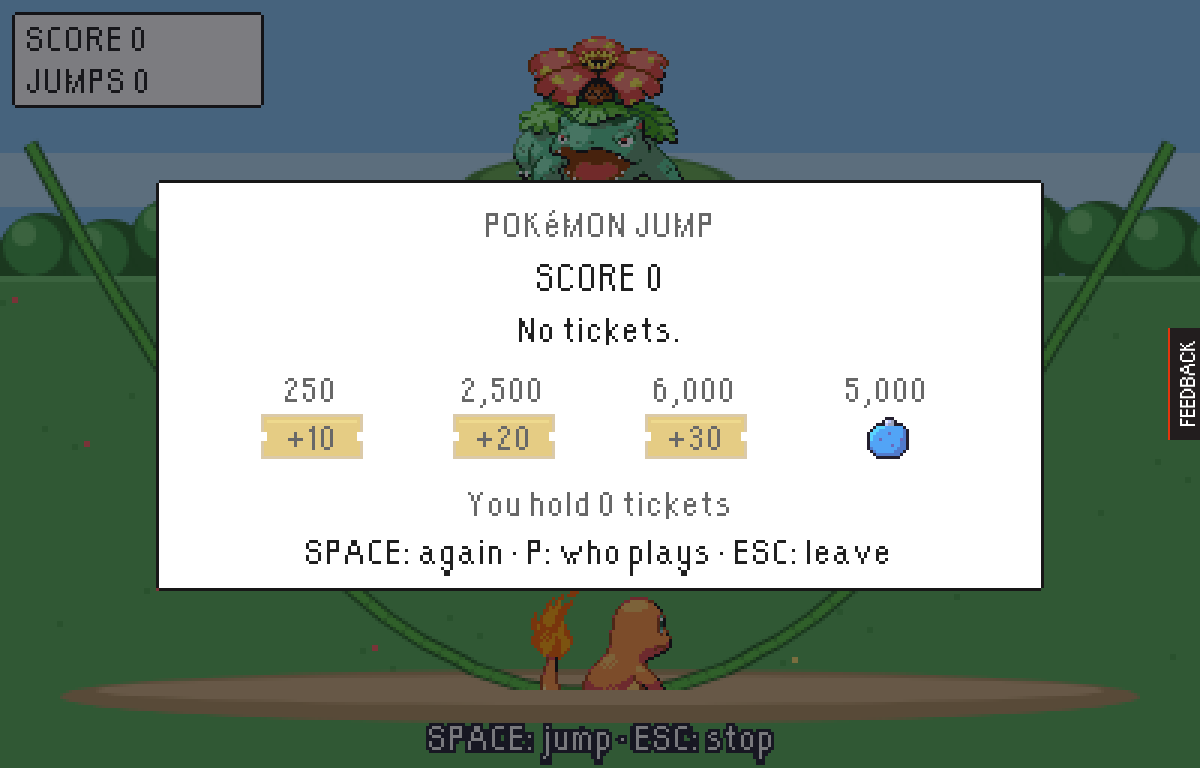 SCORE 0
JUMPS 0
POKéMON JUMP
SCORE 0
No tickets.
250 2,500 6,000 5,000
+10 +20 +30
You hold 0 tickets
SPACE: again · P: who plays · ESC: leave
SPACE: jump · ESC: stop
FEEDBACK